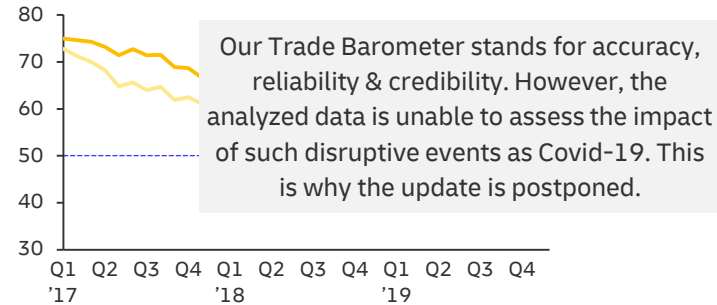 80
70
60
50
40
30
Our Trade Barometer stands for accuracy,
reliability & credibility. However, the
analyzed data is unable to assess the impact
of such disruptive events as Covid-19. This
is why the update is postponed.
Q1 Q2 Q3 Q4 Q1 Q2 Q3 Q4 Q1 Q2 Q3 Q4
’17 ’18 ’19